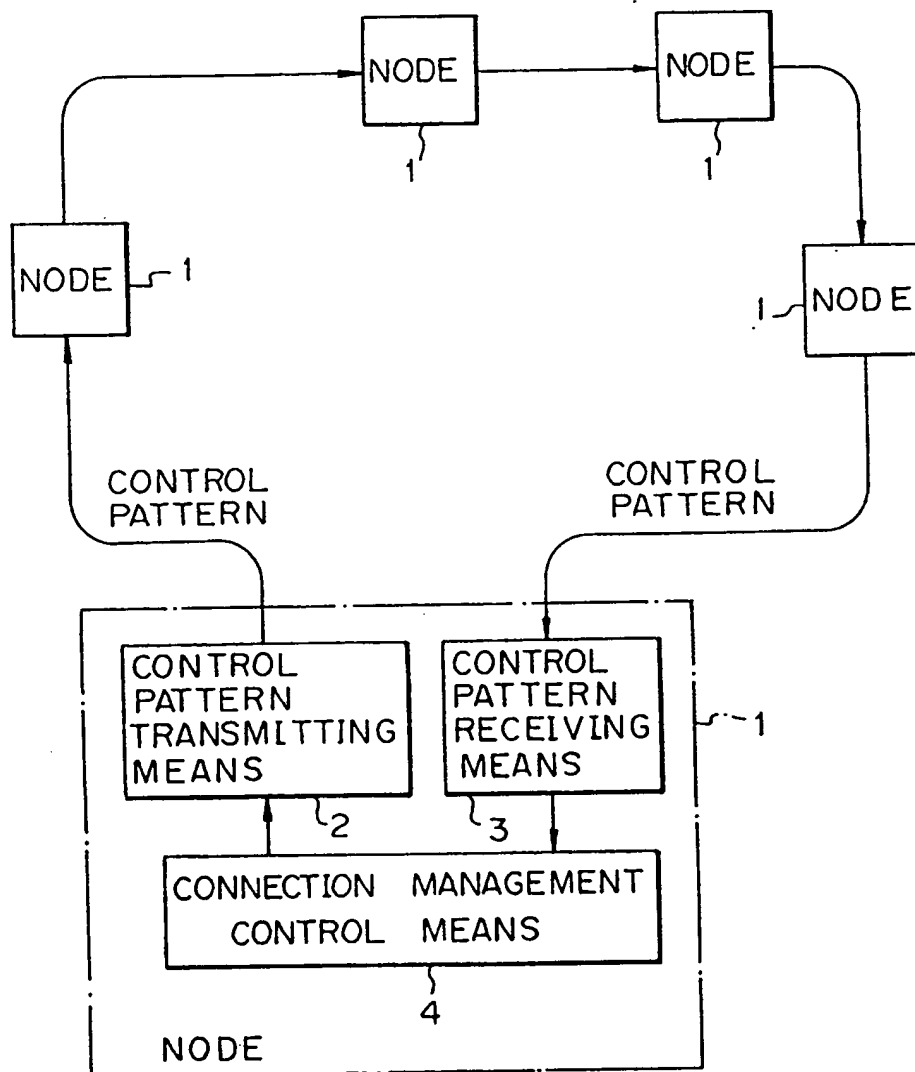 NODE
NODE
1
1
NODE
1
NODE
1
CONTROL
PATTERN
CONTROL
PATTERN
CONTROL
PATTERN
TRANSMITTING
MEANS
2
CONTROL
PATTERN
RECEIVING
MEANS
3
1
CONNECTION MANAGEMENT
CONTROL MEANS
4
NODE